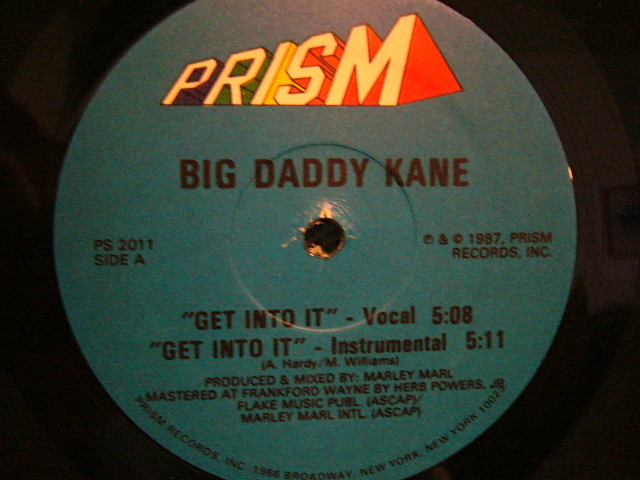 PRISM
BIG DADDY KANE
PS 2011
SIDE A
℗ & © 1987, PRISM
RECORDS, INC.
"GET INTO IT" - Vocal 5:08
"GET INTO IT" - Instrumental 5:11
(A. Hardy/M. Williams)
PRODUCED & MIXED BY: MARLEY MARL
MASTERED AT FRANKFORD WAYNE BY HERB POWERS, JR.
FLAKE MUSIC PUBL. (ASCAP)/
MARLEY MARL INTL. (ASCAP)
PRISM RECORDS, INC. 1966 BROADWAY, NEW YORK, NEW YORK